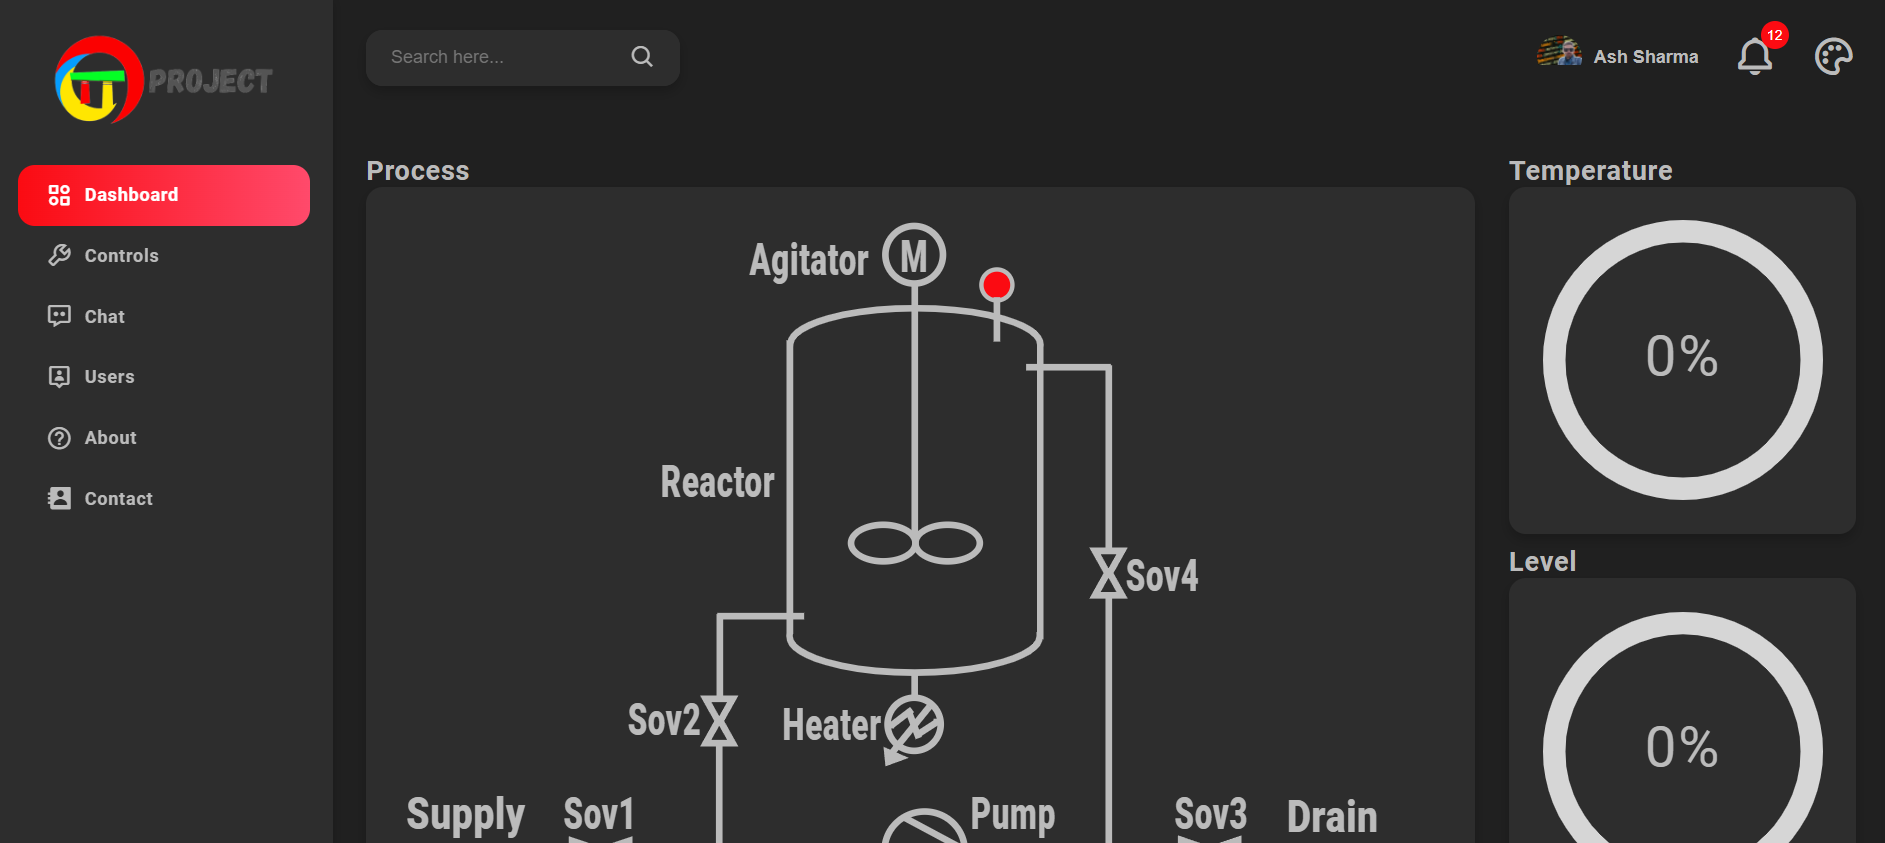 PROJECT
Search here...
Ash Sharma
12
Dashboard
Controls
Chat
Users
About
Contact
Process
Agitator
M
Reactor
Sov4
Sov2
Heater
Supply
Sov1
Pump
Sov3
Drain
Temperature
0%
Level
0%